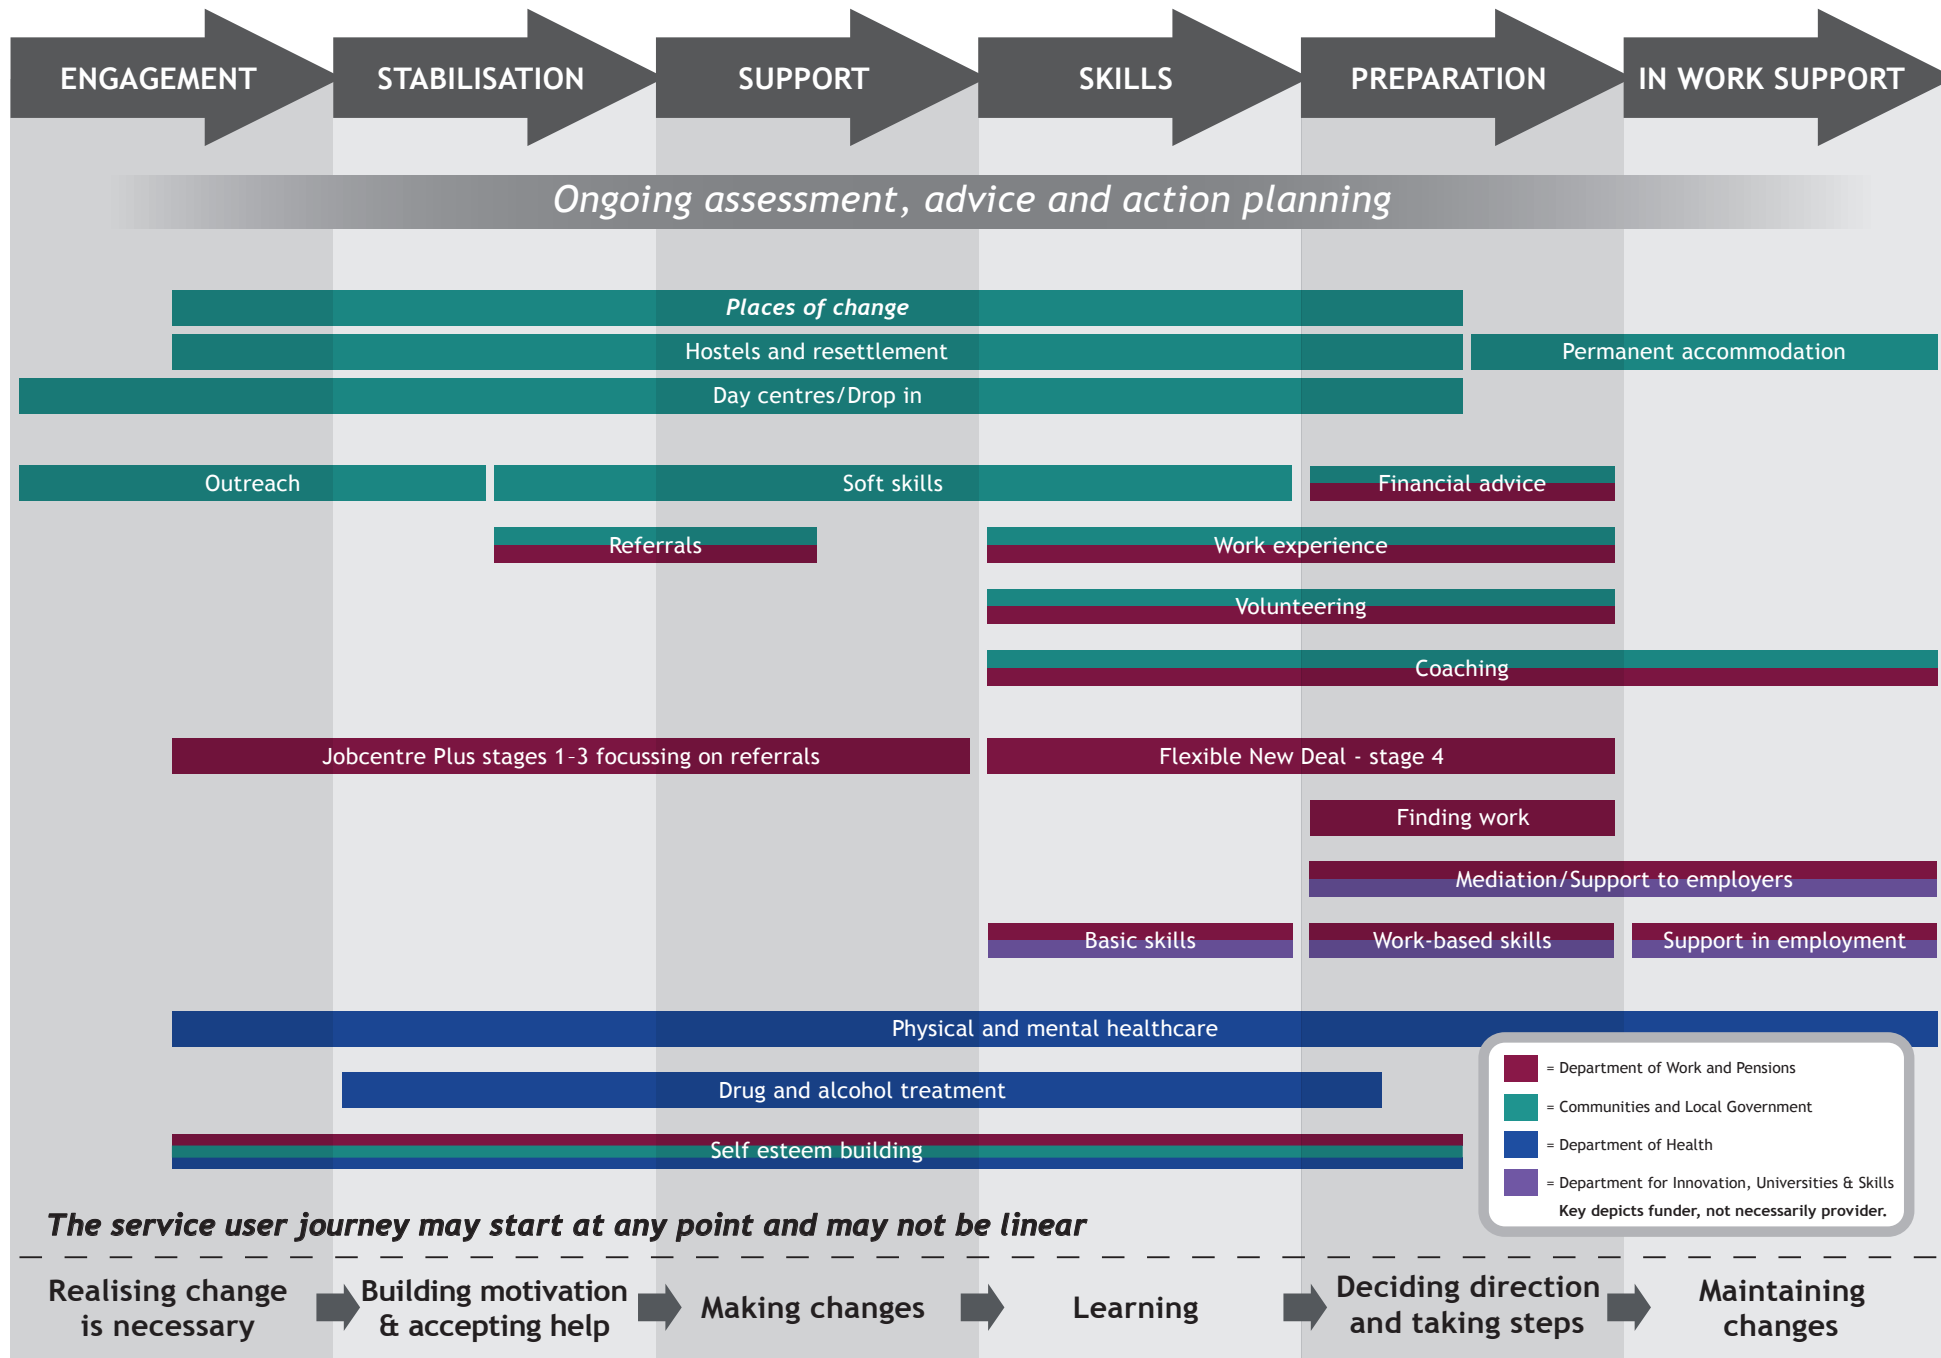 ENGAGEMENT
STABILISATION
SUPPORT
SKILLS
PREPARATION
IN WORK SUPPORT
Ongoing assessment, advice and action planning
Places of change
Hostels and resettlement
Permanent accommodation
Day centres/Drop in
Outreach
Soft skills
Financial advice
Referrals
Work experience
Volunteering
Coaching
Jobcentre Plus stages 1–3 focussing on referrals
Flexible New Deal - stage 4
Finding work
Mediation/Support to employers
Basic skills
Work-based skills
Support in employment
Physical and mental healthcare
Drug and alcohol treatment
Self esteem building
= Department of Work and Pensions
= Communities and Local Government
= Department of Health
= Department for Innovation, Universities & Skills
Key depicts funder, not necessarily provider.
The service user journey may start at any point and may not be linear
Realising change
is necessary
Building motivation
& accepting help
Making changes
Learning
Deciding direction
and taking steps
Maintaining
changes